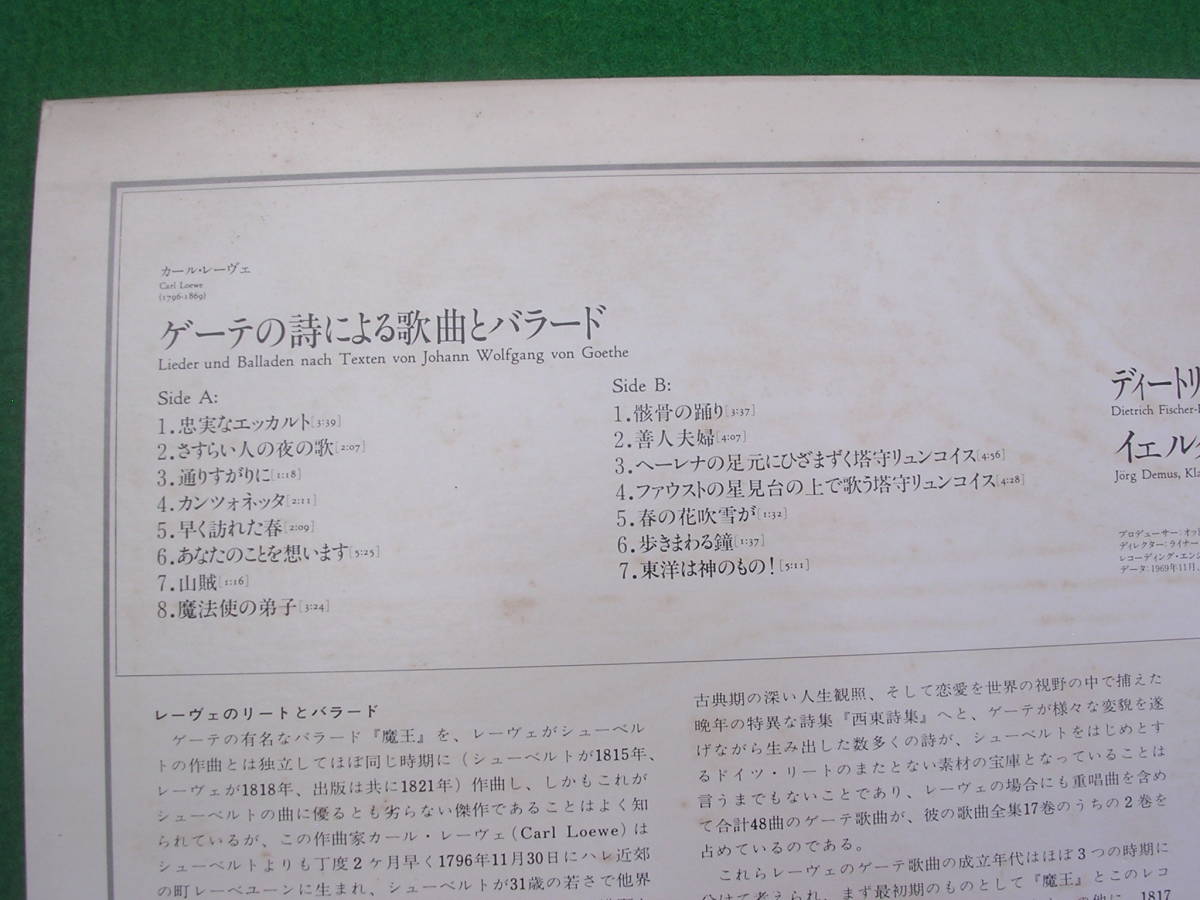 カール・レーヴェ
Carl Loewe
(1796-1869)
ゲーテの詩による歌曲とバラード
Lieder und Balladen nach Texten von Johann Wolfgang von Goethe
Side A:
1.忠実なエッカルト[3:39]
2.さすらい人の夜の歌[2:07]
3.通りすがりに[1:18]
4.カンツォネッタ[2:11]
5.早く訪れた春[2:09]
6.あなたのことを想います[5:25]
7.山賊[1:16]
8.魔法使の弟子[3:24]
Side B:
1.骸骨の踊り[3:37]
2.善人夫婦[4:07]
3.ヘーレナの足元にひざまずく塔守リュンコイス[4:56]
4.ファウストの星見台の上で歌う塔守リュンコイス[4:28]
5.春の花吹雪が[1:32]
6.歩きまわる鐘[1:37]
7.東洋は神のもの![5:11]
ディートリ
Dietrich Fischer-
イェルク
Jörg Demus, Kla
プロデューサー:オット
ディレクター:ライナー
レコーディング・エンジ
データ:1969年11月、
レーヴェのリートとバラード
ゲーテの有名なバラード『魔王』を、レーヴェがシューベル
トの作曲とは独立してほぼ同じ時期に(シューベルトが1815年、
レーヴェが1818年、出版は共に1821年)作曲し、しかもこれが
シューベルトの曲に優るとも劣らない傑作であることはよく知
られているが、この作曲家カール・レーヴェ(Carl Loewe)は
シューベルトよりも丁度2ケ月早く1796年11月30日にハレ近郊
の町レーベユーンに生まれ、シューベルトが31歳の若さで他界
古典期の深い人生観照、そして恋愛を世界の視野の中で捕えた
晩年の特異な詩集『西東詩集』へと、ゲーテが様々な変貌を遂
げながら生み出した数多くの詩が、シューベルトをはじめとす
るドイツ・リートのまたとない素材の宝庫となっていることは
言うまでもないことであり、レーヴェの場合にも重唱曲を含め
て合計48曲のゲーテ歌曲が、彼の歌曲全集17巻のうちの2巻を
占めているのである。
これらレーヴェのゲーテ歌曲の成立年代はほぼ3つの時期に
分けて考えられ、まず最初期のものとして『魔王』とこのレコ
1817